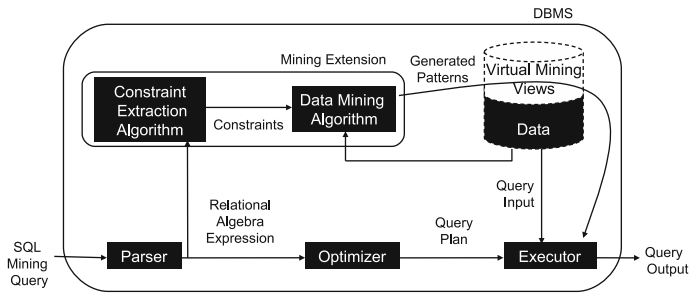 DBMS
Mining Extension
Generated
Patterns
Virtual Mining
Views
Data
Constraint
Extraction
Algorithm
Constraints
Data Mining
Algorithm
Query
Input
Relational
Algebra
Expression
Query
Plan
SQL
Mining
Query
Parser
Optimizer
Executor
Query
Output